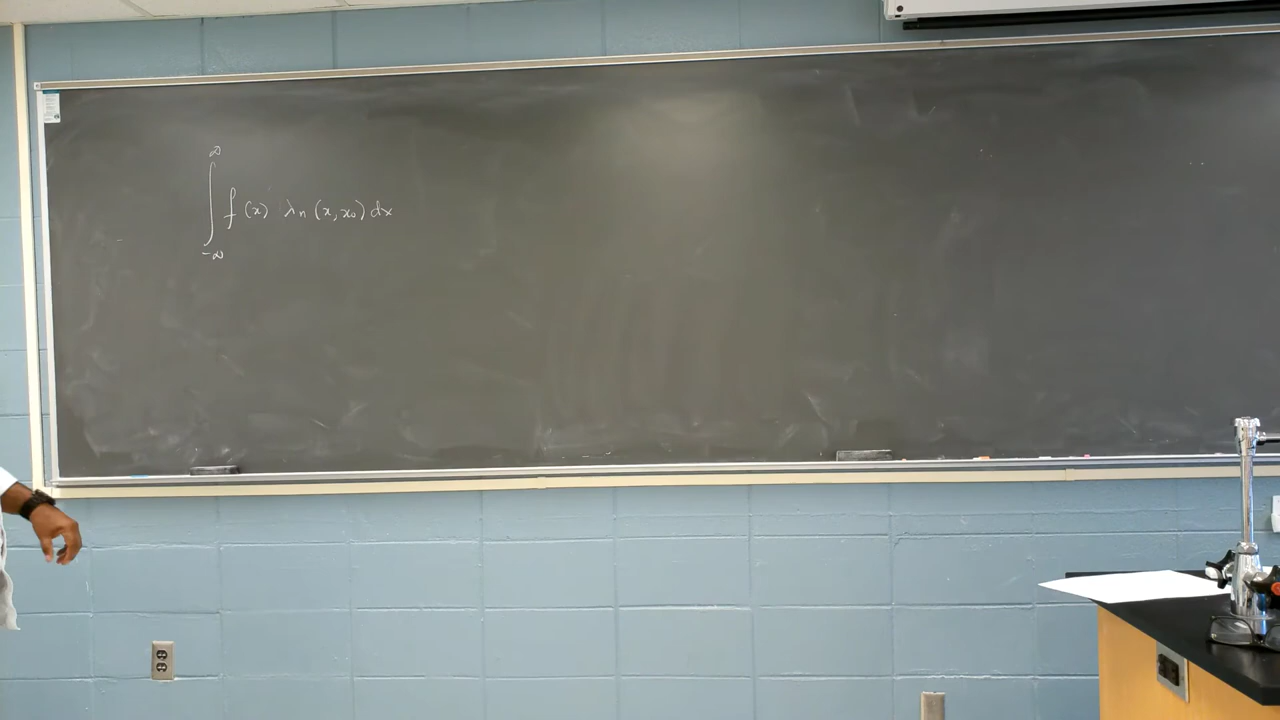 ∫_{-∞}^{∞} f(x) λn(x, x₀) dx